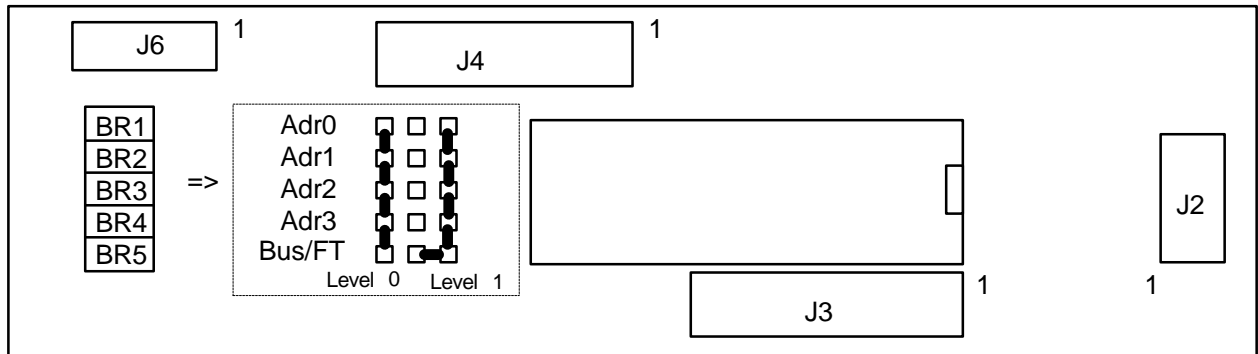 J6 1
J4 1
BR1
BR2
BR3
BR4
BR5
=>
Adr0
Adr1
Adr2
Adr3
Bus/FT
Level 0 Level 1
J2
1
J3 1